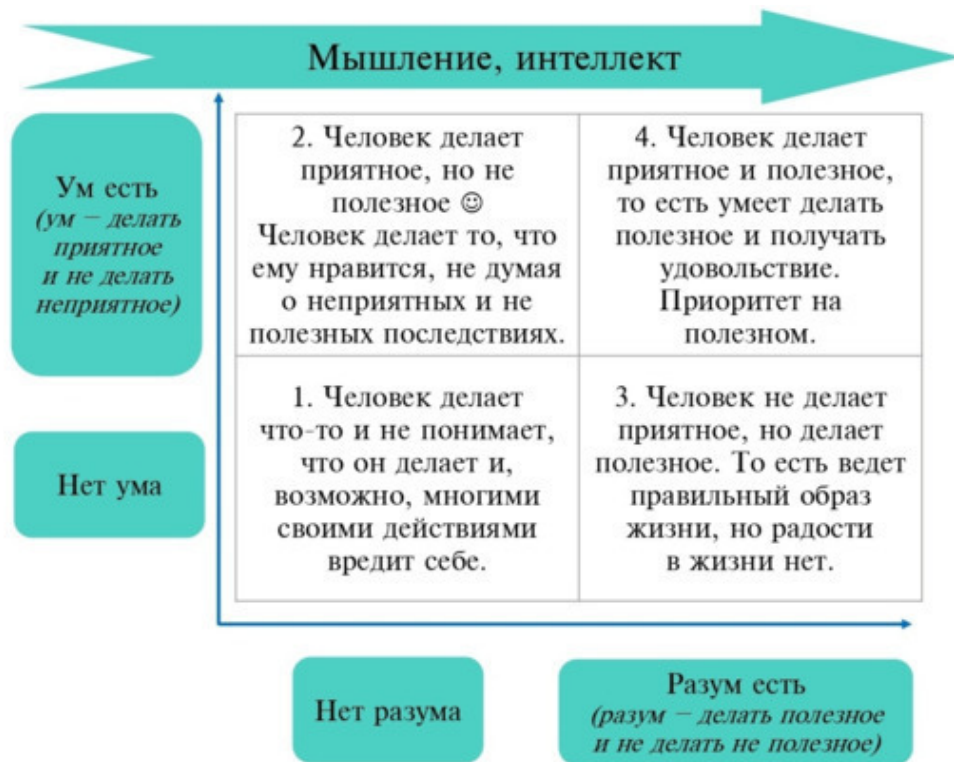 Мышление, интеллект
Ум есть
(ум – делать
приятное
и не делать
неприятное)
2. Человек делает
приятное, но не
полезное ☺
Человек делает то, что
ему нравится, не думая
о неприятных и не
полезных последствиях.
4. Человек делает
приятное и полезное,
то есть умеет делать
полезное и получать
удовольствие.
Приоритет на
полезном.
Нет ума
1. Человек делает
что-то и не понимает,
что он делает и,
возможно, многими
своими действиями
вредит себе.
3. Человек не делает
приятное, но делает
полезное. То есть ведет
правильный образ
жизни, но радости
в жизни нет.
Нет разума
Разум есть
(разум – делать полезное
и не делать не полезное)